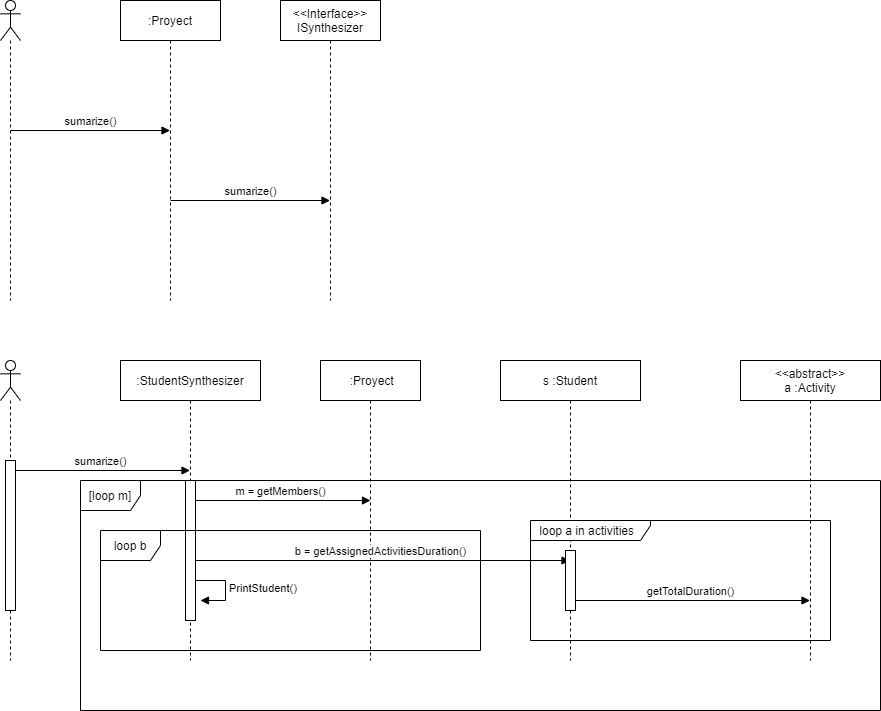 :Proyect
<<Interface>>
ISynthesizer
sumarize()
sumarize()
:StudentSynthesizer
:Proyect
s :Student
<<abstract>>
a :Activity
sumarize()
[loop m]
m = getMembers()
loop a in activities
loop b
b = getAssignedActivitiesDuration()
PrintStudent()
getTotalDuration()